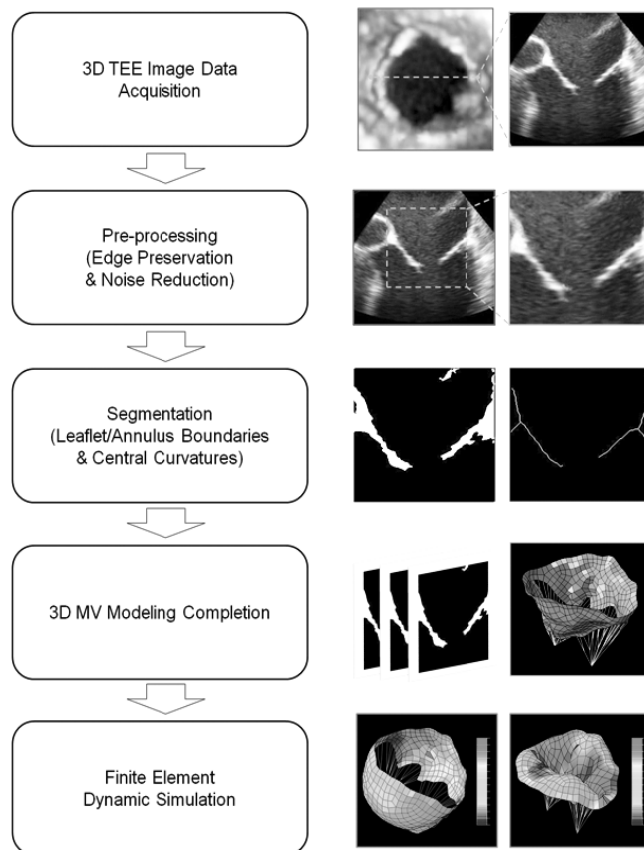 3D TEE Image Data
Acquisition
Pre-processing
(Edge Preservation
& Noise Reduction)
Segmentation
(Leaflet/Annulus Boundaries
& Central Curvatures)
3D MV Modeling Completion
Finite Element
Dynamic Simulation